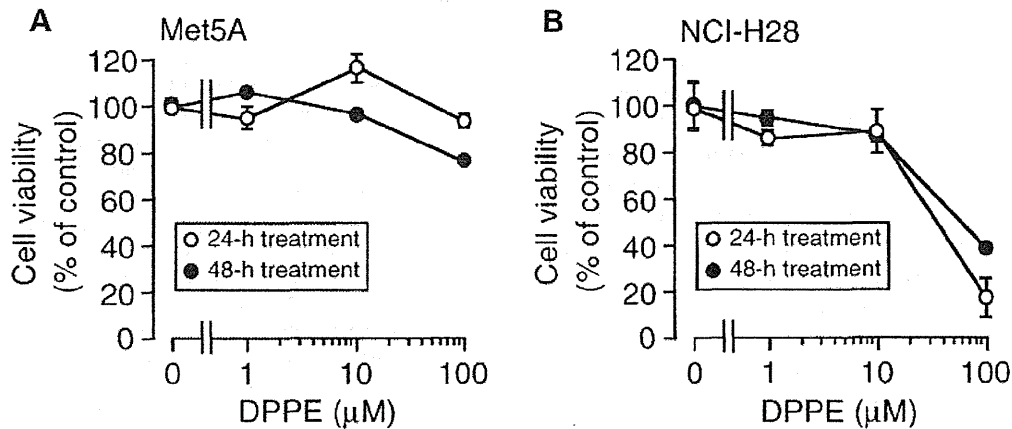 A
Met5A
Cell viability
(% of control)
120
100
80
60
40
20
0
24-h treatment
48-h treatment
0
1
10
100
DPPE (μM)
B
NCI-H28
Cell viability
(% of control)
120
100
80
60
40
20
0
24-h treatment
48-h treatment
0
1
10
100
DPPE (μM)